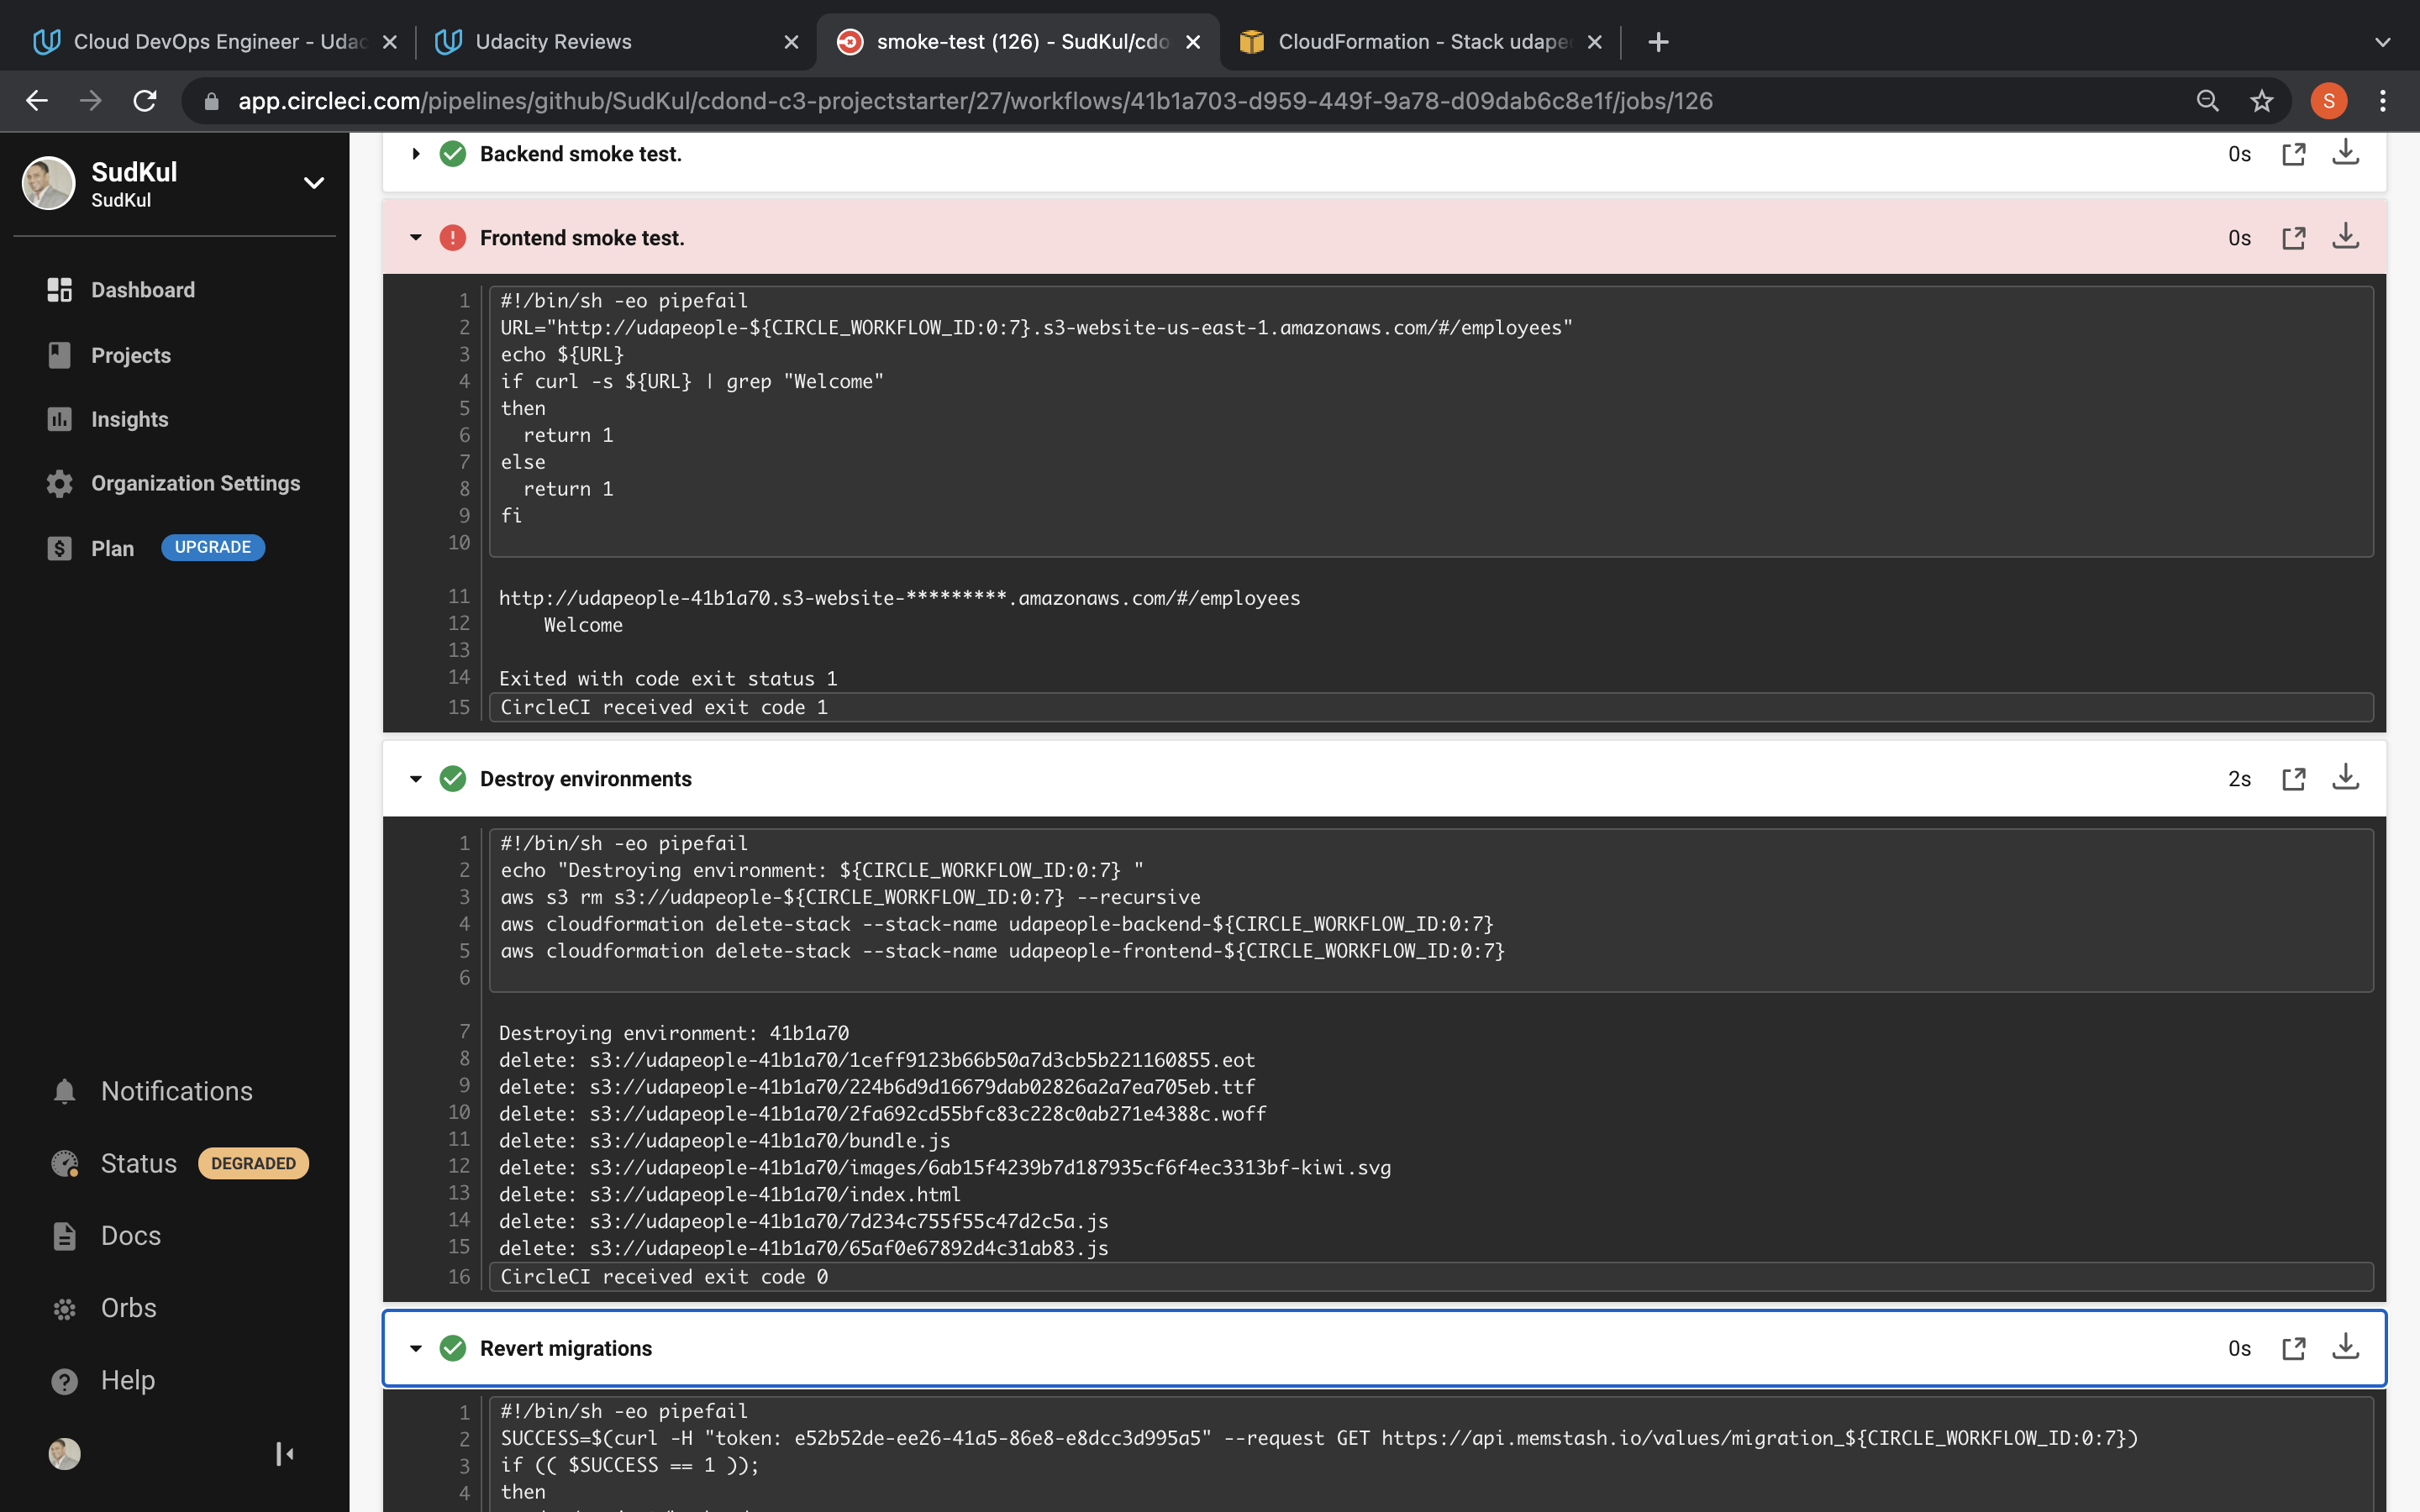 Cloud DevOps Engineer - Udac
Udacity Reviews
smoke-test (126) - SudKul/cdo
CloudFormation - Stack udape
app.circleci.com/pipelines/github/SudKul/cdond-c3-projectstarter/27/workflows/41b1a703-d959-449f-9a78-d09dab6c8e1f/jobs/126
S
SudKul
SudKul
Dashboard
Projects
Insights
Organization Settings
Plan UPGRADE
Notifications
Status DEGRADED
Docs
Orbs
Help
Backend smoke test. 0s
Frontend smoke test. 0s
1 #!/bin/sh -eo pipefail
2 URL="http://udapeople-${CIRCLE_WORKFLOW_ID:0:7}.s3-website-us-east-1.amazonaws.com/#/employees"
3 echo ${URL}
4 if curl -s ${URL} | grep "Welcome"
5 then
6   return 1
7 else
8   return 1
9 fi
10
11 http://udapeople-41b1a70.s3-website-*********.amazonaws.com/#/employees
12     Welcome
13
14 Exited with code exit status 1
15 CircleCI received exit code 1
Destroy environments 2s
1 #!/bin/sh -eo pipefail
2 echo "Destroying environment: ${CIRCLE_WORKFLOW_ID:0:7} "
3 aws s3 rm s3://udapeople-${CIRCLE_WORKFLOW_ID:0:7} --recursive
4 aws cloudformation delete-stack --stack-name udapeople-backend-${CIRCLE_WORKFLOW_ID:0:7}
5 aws cloudformation delete-stack --stack-name udapeople-frontend-${CIRCLE_WORKFLOW_ID:0:7}
6
7 Destroying environment: 41b1a70
8 delete: s3://udapeople-41b1a70/1ceff9123b66b50a7d3cb5b221160855.eot
9 delete: s3://udapeople-41b1a70/224b6d9d16679dab02826a2a7ea705eb.ttf
10 delete: s3://udapeople-41b1a70/2fa692cd55bfc83c228c0ab271e4388c.woff
11 delete: s3://udapeople-41b1a70/bundle.js
12 delete: s3://udapeople-41b1a70/images/6ab15f4239b7d187935cf6f4ec3313bf-kiwi.svg
13 delete: s3://udapeople-41b1a70/index.html
14 delete: s3://udapeople-41b1a70/7d234c755f55c47d2c5a.js
15 delete: s3://udapeople-41b1a70/65af0e67892d4c31ab83.js
16 CircleCI received exit code 0
Revert migrations 0s
1 #!/bin/sh -eo pipefail
2 SUCCESS=$(curl -H "token: e52b52de-ee26-41a5-86e8-e8dcc3d995a5" --request GET https://api.memstash.io/values/migration_${CIRCLE_WORKFLOW_ID:0:7})
3 if (( $SUCCESS == 1 ));
4 then